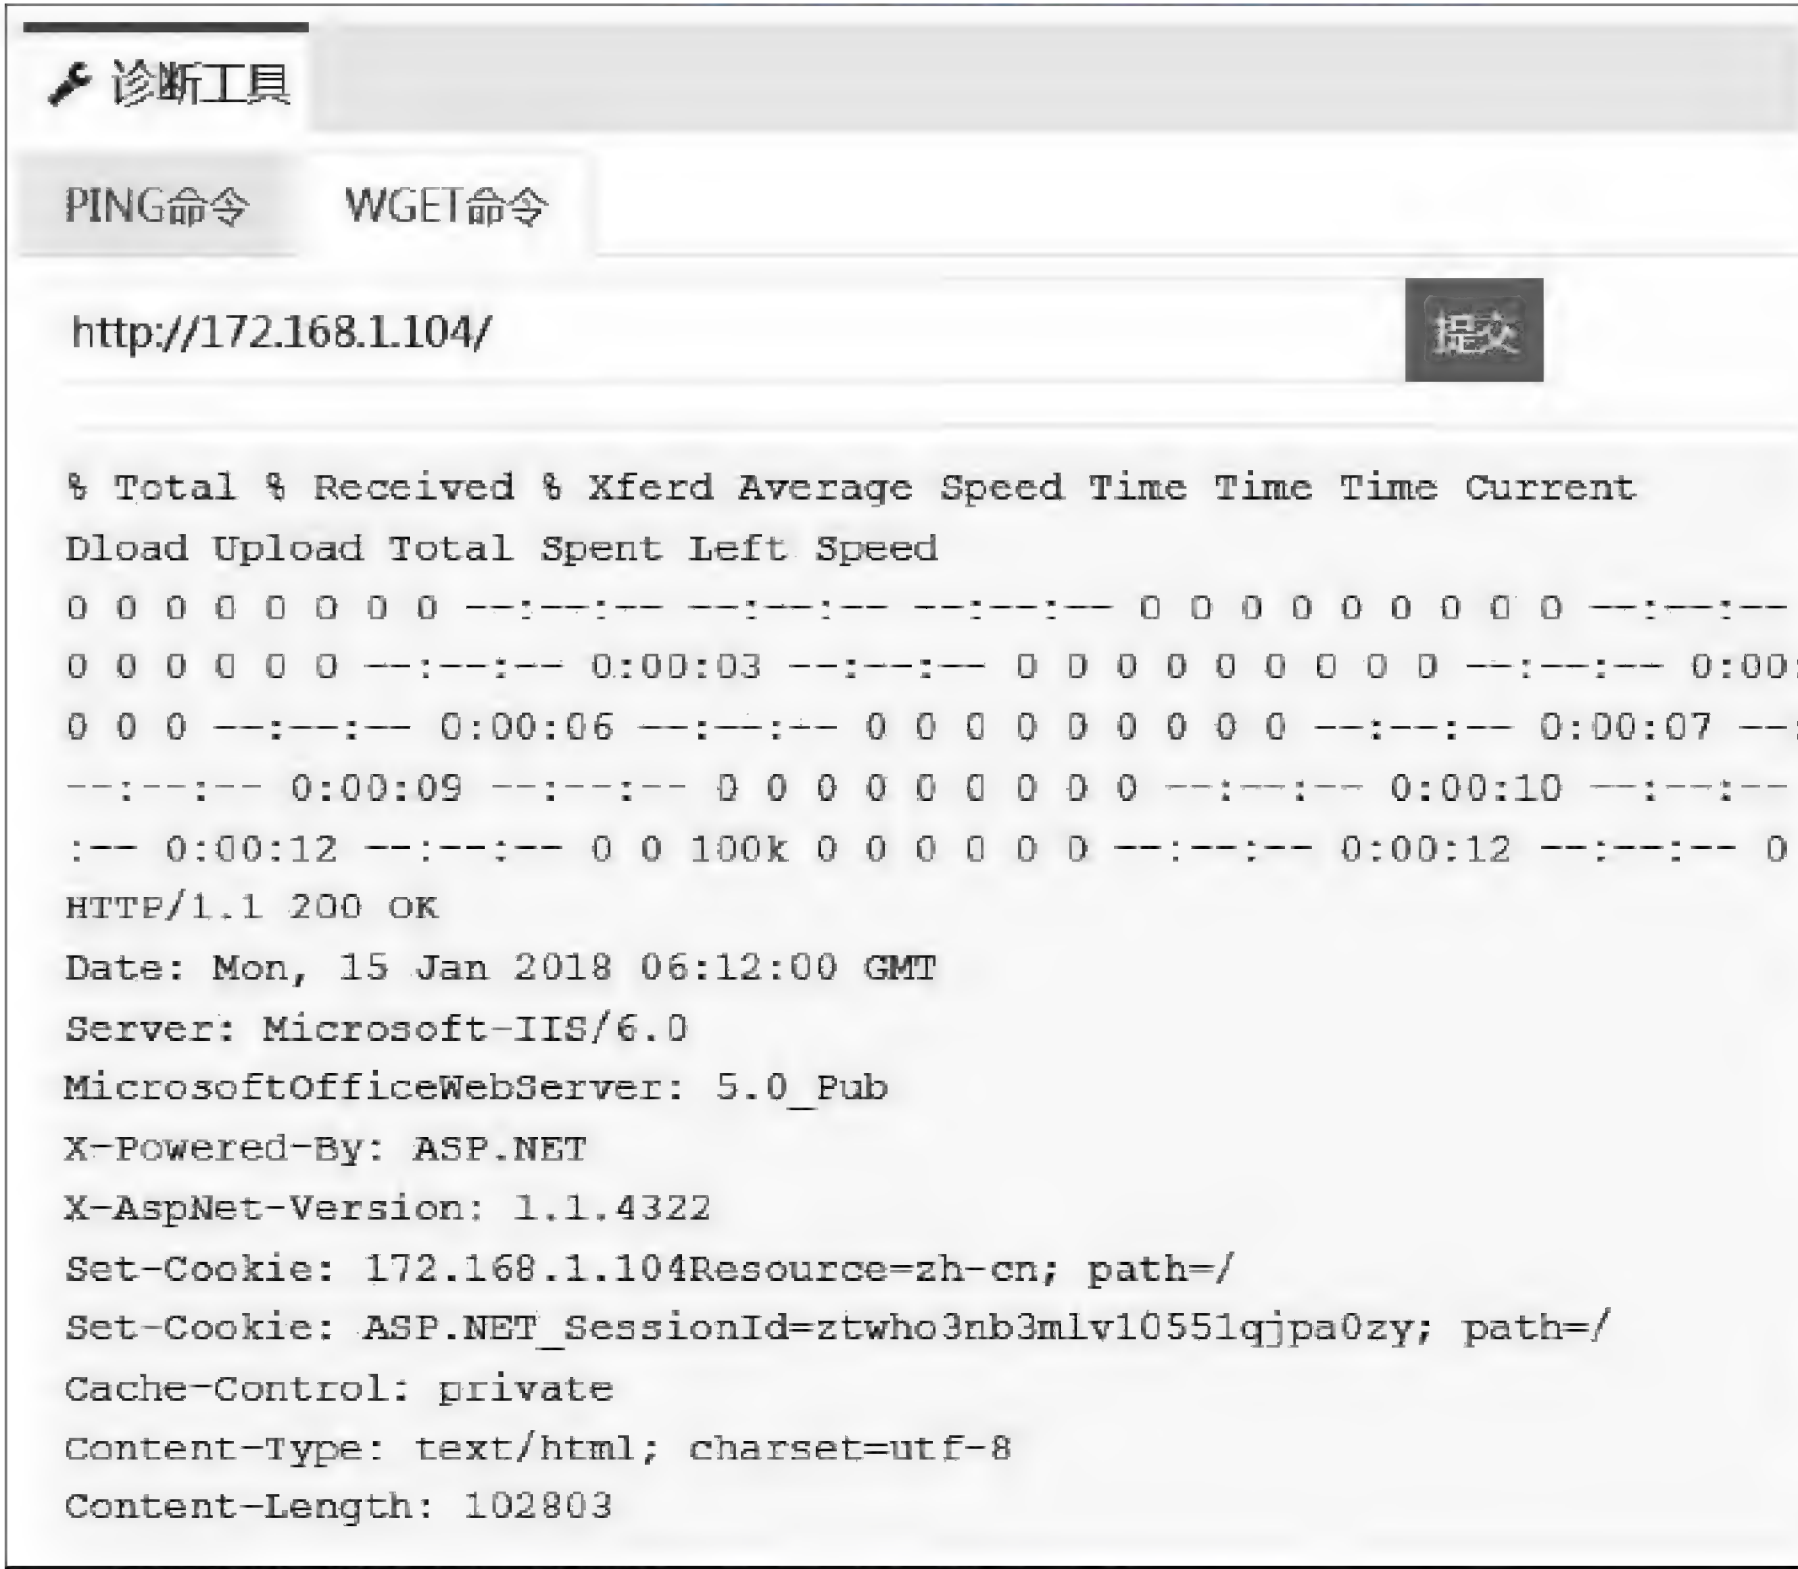 诊断工具
PING命令 WGET命令
http://172.168.1.104/ 提交
% Total % Received % Xferd Average Speed Time Time Time Current
Dload Upload Total Spent Left Speed
0 0 0 0 0 0 0 0 --:--:-- --:--:-- --:--:-- 0 0 0 0 0 0 0 0 0 --:--:--
0 0 0 0 0 0 --:--:-- 0:00:03 --:--:-- 0 0 0 0 0 0 0 0 0 --:--:-- 0:00:
0 0 0 --:--:-- 0:00:06 --:--:-- 0 0 0 0 0 0 0 0 0 --:--:-- 0:00:07 --:
--:--:-- 0:00:09 --:--:-- 0 0 0 0 0 0 0 0 0 --:--:-- 0:00:10 --:--:--
:-- 0:00:12 --:--:-- 0 0 100k 0 0 0 0 0 0 --:--:-- 0:00:12 --:--:-- 0
HTTP/1.1 200 OK
Date: Mon, 15 Jan 2018 06:12:00 GMT
Server: Microsoft-IIS/6.0
MicrosoftOfficeWebServer: 5.0_Pub
X-Powered-By: ASP.NET
X-AspNet-Version: 1.1.4322
Set-Cookie: 172.168.1.104Resource=zh-cn; path=/
Set-Cookie: ASP.NET_SessionId=ztwho3nb3mlv10551qjpa0zy; path=/
Cache-Control: private
Content-Type: text/html; charset=utf-8
Content-Length: 102803